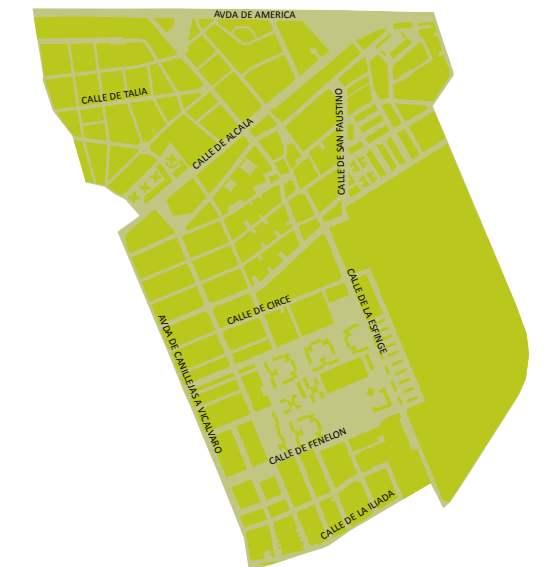 AVDA DE AMERICA
CALLE DE TALIA
CALLE DE ALCALA
CALLE DE SAN FAUSTINO
CALLE DE CIRCE
CALLE DE LA ESFINGE
AVDA DE CANILLEJAS A VICALVARO
CALLE DE FENELON
CALLE DE LA ILIADA